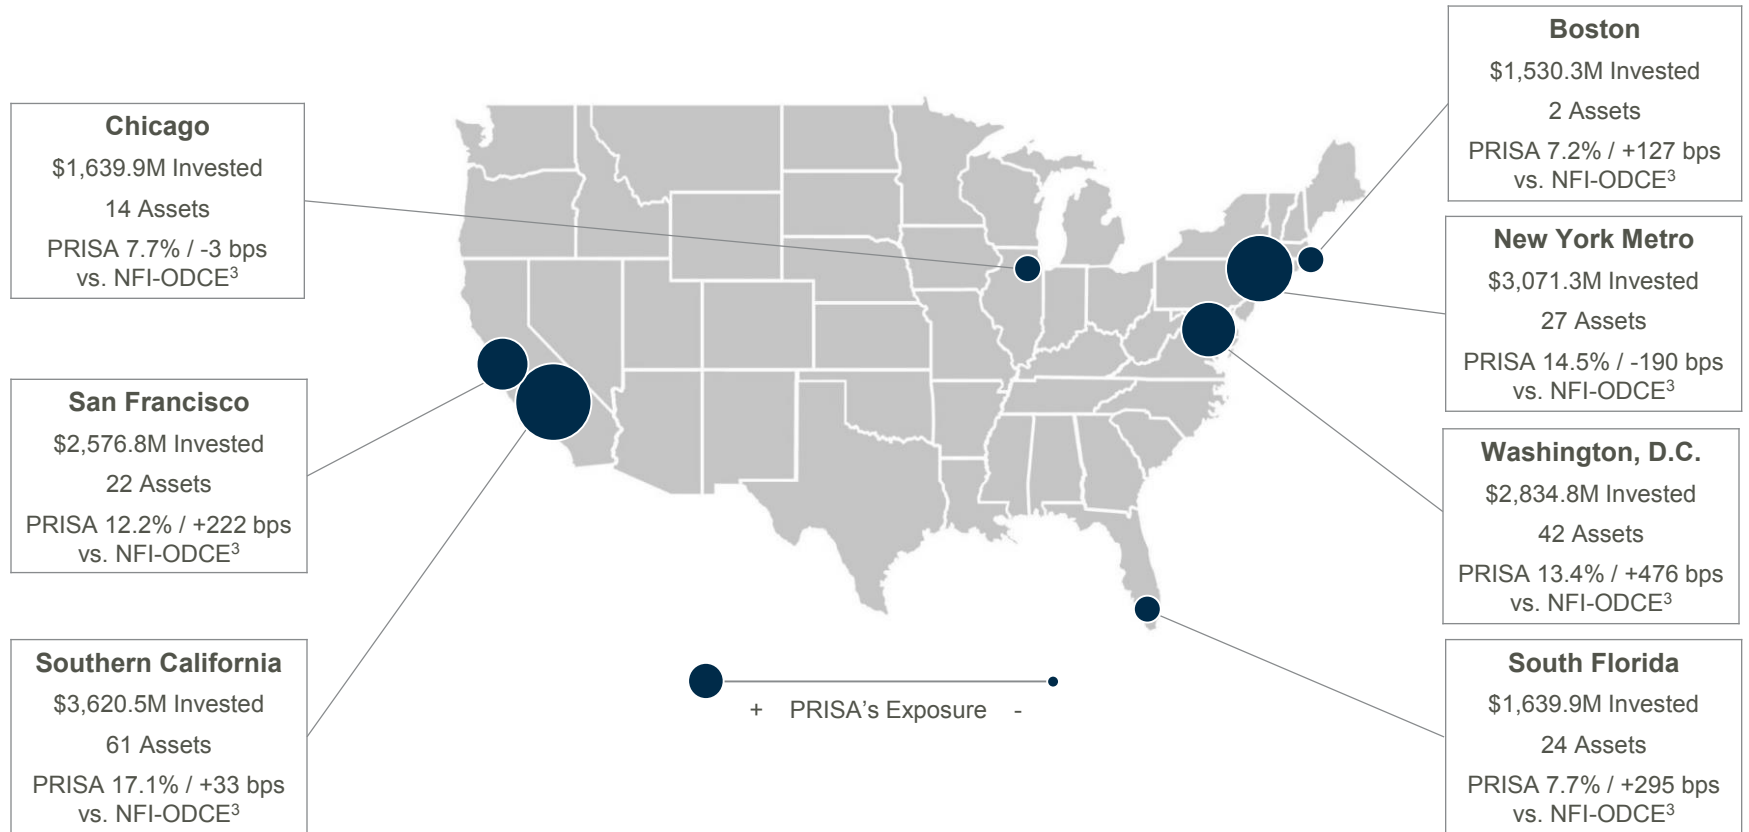 Chicago
$1,639.9M Invested
14 Assets
PRISA 7.7% / -3 bps
vs. NFI-ODCE³
San Francisco
$2,576.8M Invested
22 Assets
PRISA 12.2% / +222 bps
vs. NFI-ODCE³
Southern California
$3,620.5M Invested
61 Assets
PRISA 17.1% / +33 bps
vs. NFI-ODCE³
+ PRISA's Exposure -
Boston
$1,530.3M Invested
2 Assets
PRISA 7.2% / +127 bps
vs. NFI-ODCE³
New York Metro
$3,071.3M Invested
27 Assets
PRISA 14.5% / -190 bps
vs. NFI-ODCE³
Washington, D.C.
$2,834.8M Invested
42 Assets
PRISA 13.4% / +476 bps
vs. NFI-ODCE³
South Florida
$1,639.9M Invested
24 Assets
PRISA 7.7% / +295 bps
vs. NFI-ODCE³